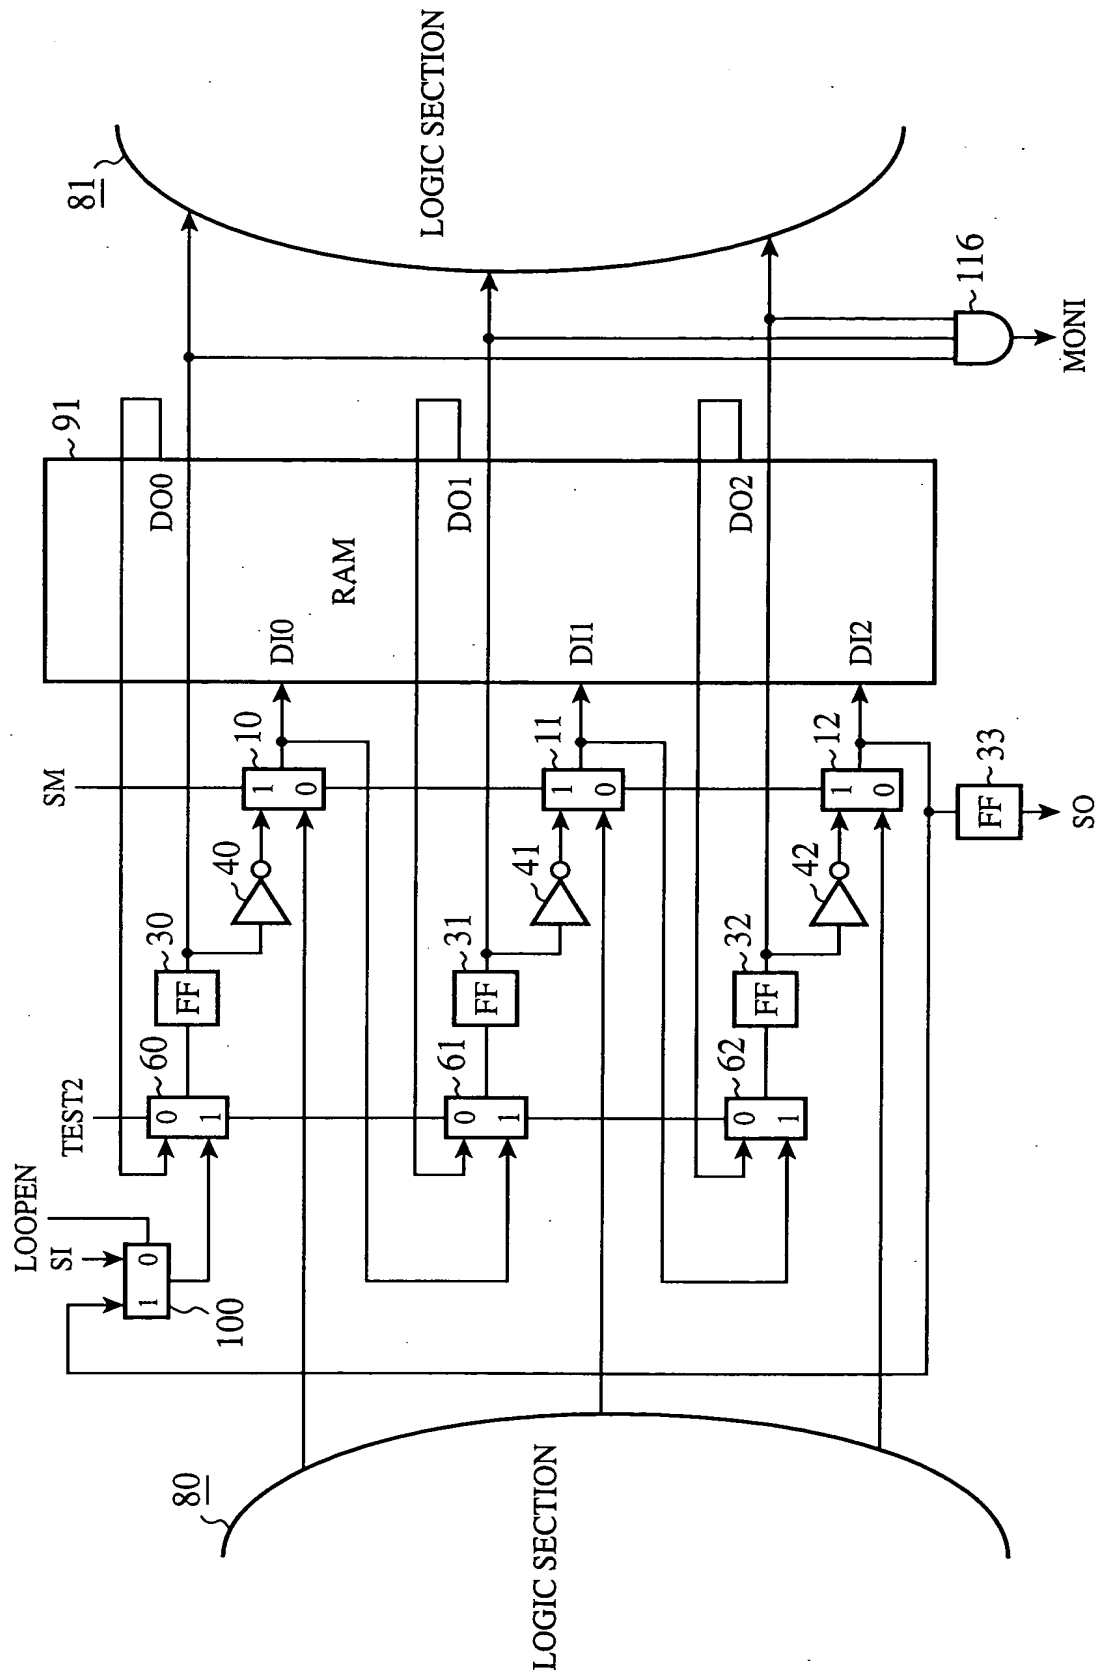 LOGIC SECTION
80
LOOPEN
SI
1 0
100
TEST2
60
0 1
FF
30
40
SM
10
1 0
61
0 1
FF
31
41
11
1 0
62
0 1
FF
32
42
12
1 0
FF
33
SO
91
RAM
DI0
DI1
DI2
DO0
DO1
DO2
116
MONI
81
LOGIC SECTION